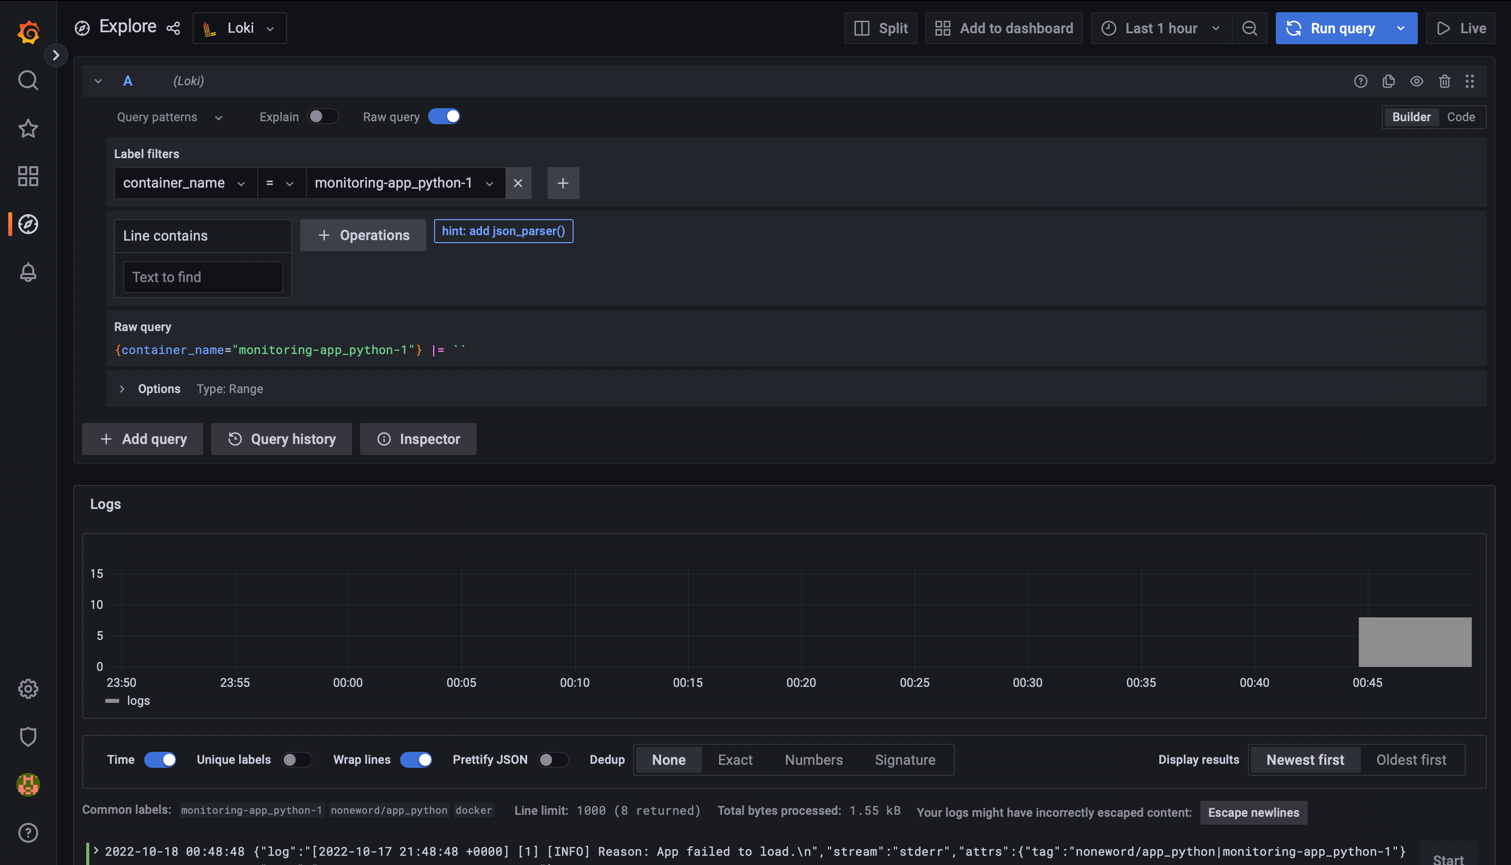 Explore
Loki
Split
Add to dashboard
Last 1 hour
Run query
Live
A
(Loki)
Query patterns
Explain
Raw query
Builder
Code
Label filters
container_name
=
monitoring-app_python-1
Line contains
Operations
hint: add json_parser()
Text to find
Raw query
{container_name="monitoring-app_python-1"} |= ``
Options
Type: Range
Add query
Query history
Inspector
Logs
15
10
5
0
23:50 23:55 00:00 00:05 00:10 00:15 00:20 00:25 00:30 00:35 00:40 00:45
logs
Time
Unique labels
Wrap lines
Prettify JSON
Dedup
None
Exact
Numbers
Signature
Display results
Newest first
Oldest first
Common labels: monitoring-app_python-1 noneword/app_python docker
Line limit: 1000 (8 returned)
Total bytes processed: 1.55 kB
Your logs might have incorrectly escaped content:
Escape newlines
2022-10-18 00:48:48 {"log":"[2022-10-17 21:48:48 +0000] [1] [INFO] Reason: App failed to load.\n","stream":"stderr","attrs":{"tag":"noneword/app_python|monitoring-app_python-1"}
Start